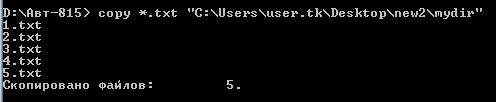 D:\Авт-815> copy *.txt "C:\Users\user.tk\Desktop\new2\mydir"
1.txt
2.txt
3.txt
4.txt
5.txt
Скопировано файлов:         5.